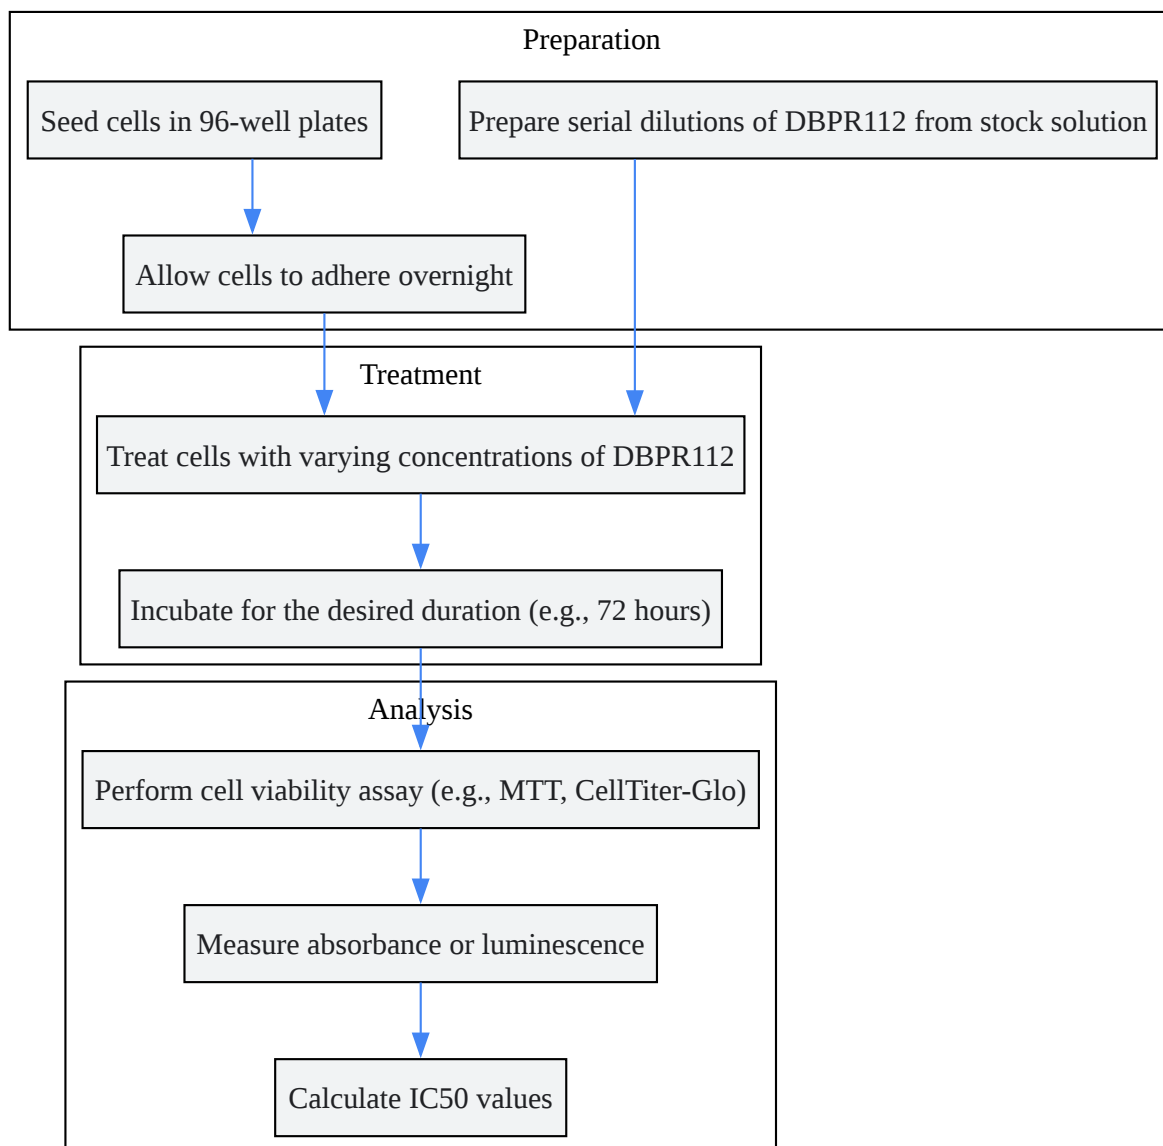 Preparation
Seed cells in 96-well plates
Prepare serial dilutions of DBPR112 from stock solution
Allow cells to adhere overnight
Treatment
Treat cells with varying concentrations of DBPR112
Incubate for the desired duration (e.g., 72 hours)
Analysis
Perform cell viability assay (e.g., MTT, CellTiter-Glo)
Measure absorbance or luminescence
Calculate IC50 values